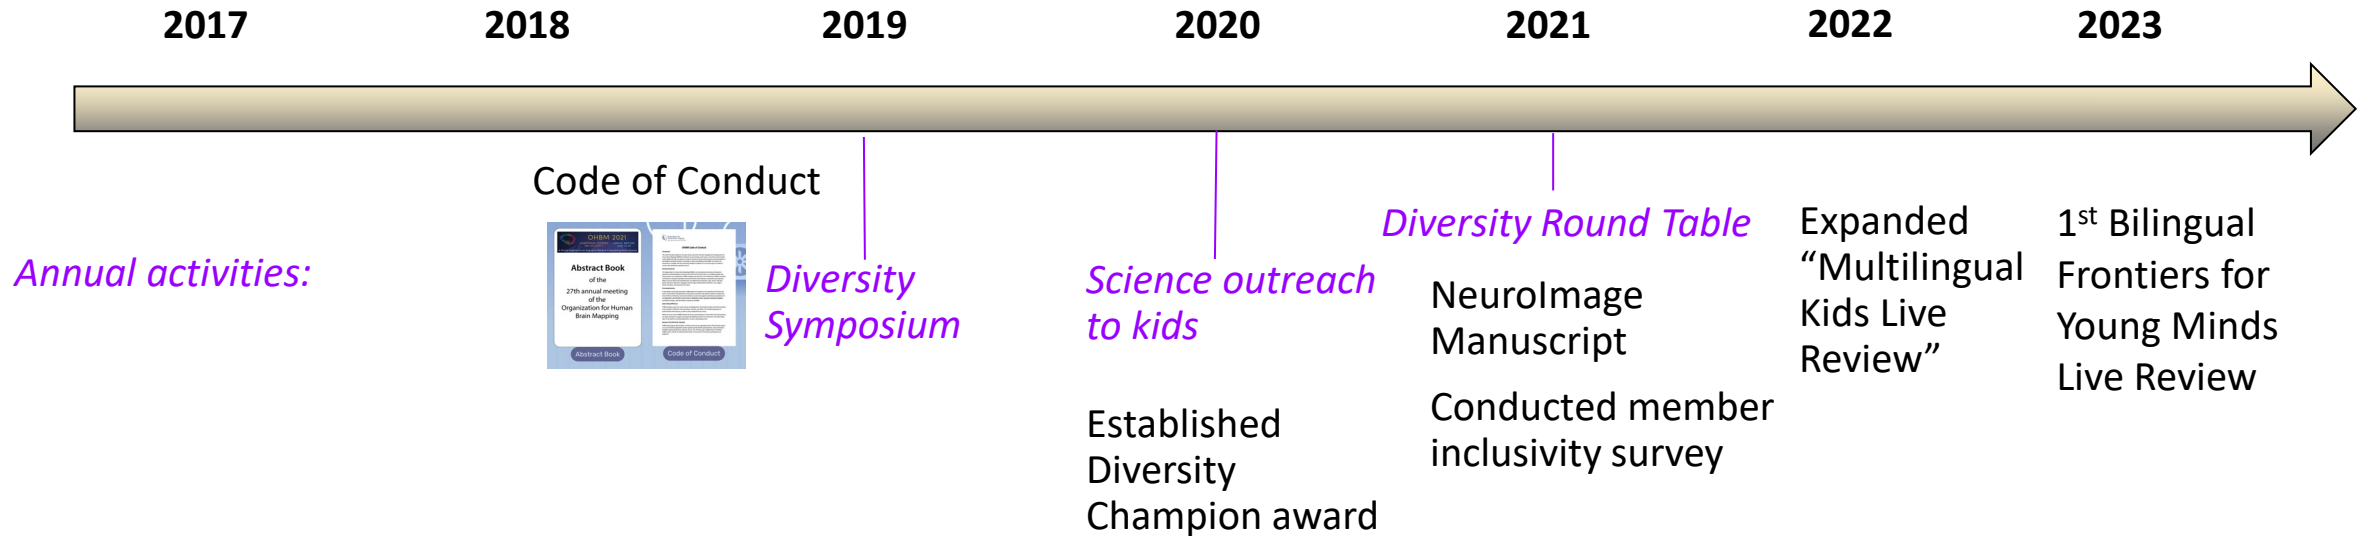 2017 2018 2019 2020 2021 2022 2023
Code of Conduct
OHBM 2021
Abstract Book
of the
27th annual meeting
of the
Organization for Human
Brain Mapping
Abstract Book
Code of Conduct
Annual activities:
Diversity
Symposium
Science outreach
to kids
Established
Diversity
Champion award
Diversity Round Table
NeuroImage
Manuscript
Conducted member
inclusivity survey
Expanded
“Multilingual
Kids Live
Review”
1st Bilingual
Frontiers for
Young Minds
Live Review